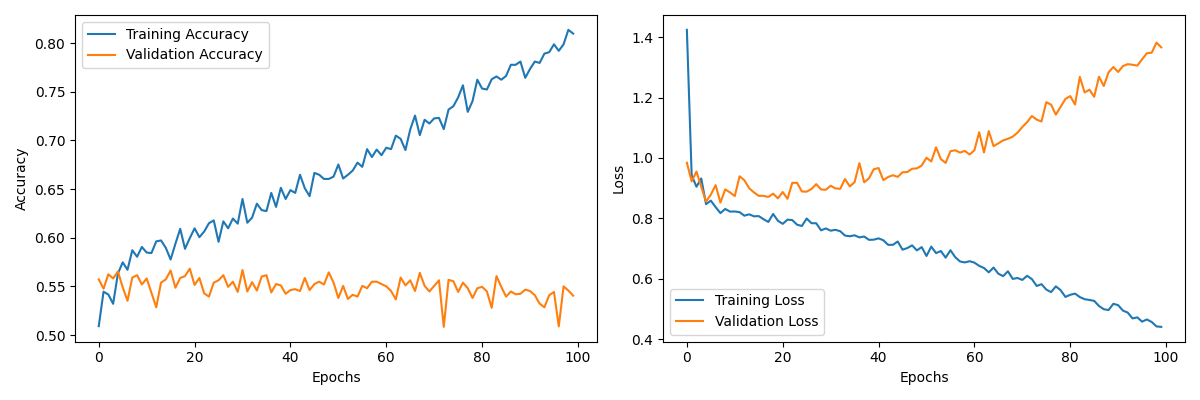 Training Accuracy
Validation Accuracy
0.80
0.75
0.70
0.65
0.60
0.55
0.50
Accuracy
0 20 40 60 80 100
Epochs
1.4
1.2
1.0
0.8
0.6
0.4
Loss
Training Loss
Validation Loss
0 20 40 60 80 100
Epochs